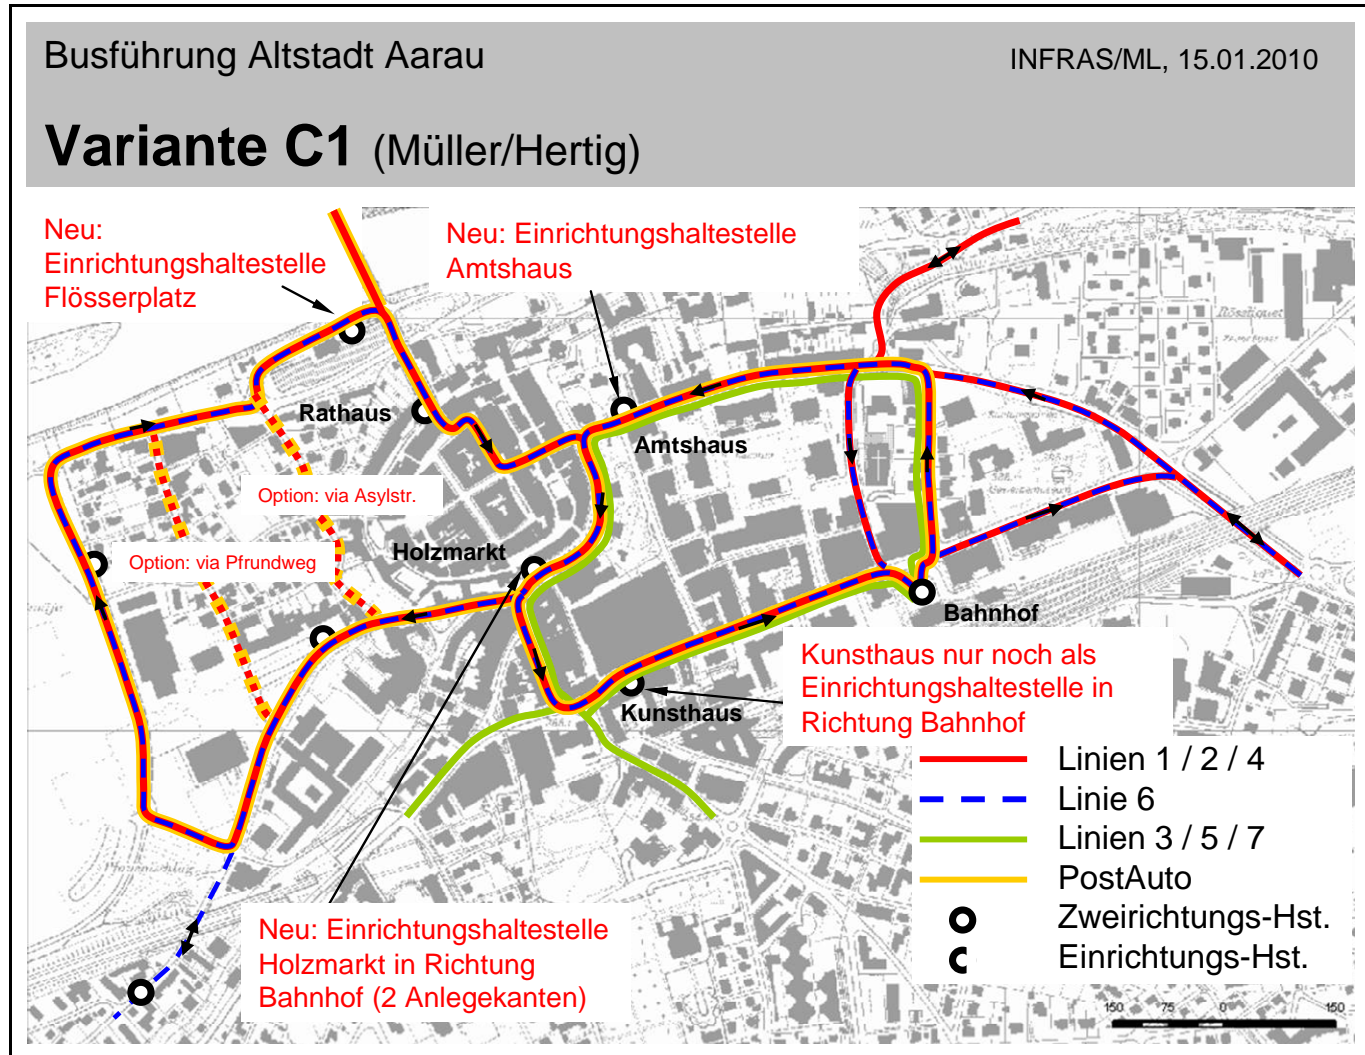 Busführung Altstadt Aarau
INFRAS/ML, 15.01.2010
Variante C1 (Müller/Hertig)
Neu:
Einrichtungshaltestelle
Flösserplatz
Neu: Einrichtungshaltestelle
Amtshaus
Rathaus
Amtshaus
Option: via Asylstr.
Holzmarkt
Option: via Pfrundweg
Bahnhof
Kunsthaus
Kunsthaus nur noch als
Einrichtungshaltestelle in
Richtung Bahnhof
Linien 1 / 2 / 4
Linie 6
Linien 3 / 5 / 7
PostAuto
Zweirichtungs-Hst.
Einrichtungs-Hst.
Neu: Einrichtungshaltestelle
Holzmarkt in Richtung
Bahnhof (2 Anlegekanten)
150 75 0 150